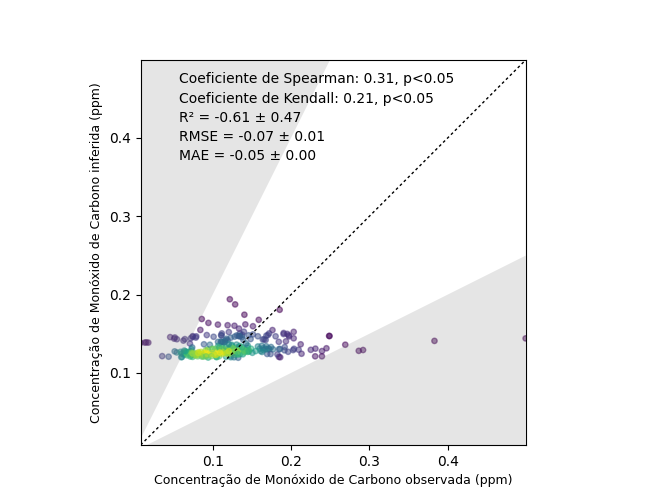 Coeficiente de Spearman: 0.31, p<0.05
Coeficiente de Kendall: 0.21, p<0.05
R² = -0.61 ± 0.47
RMSE = -0.07 ± 0.01
MAE = -0.05 ± 0.00
Concentração de Monóxido de Carbono inferida (ppm)
0.4
0.3
0.2
0.1
0.1 0.2 0.3 0.4
Concentração de Monóxido de Carbono observada (ppm)